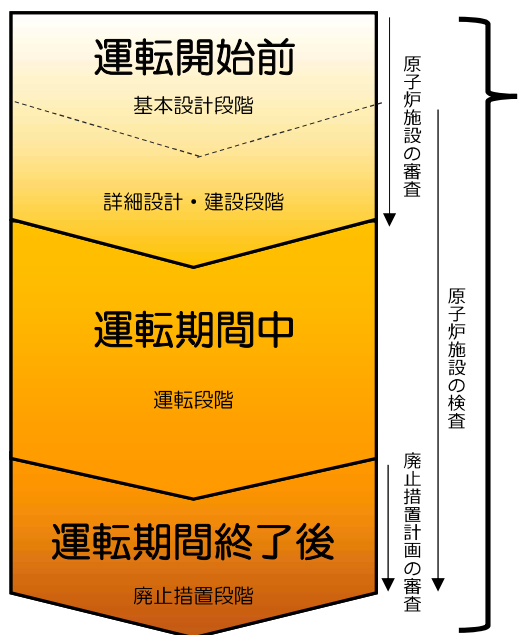 運転開始前
基本設計段階
詳細設計・建設段階
運転期間中
運転段階
運転期間終了後
廃止措置段階
原子炉施設の審査
原子炉施設の検査
廃止措置計画の審査